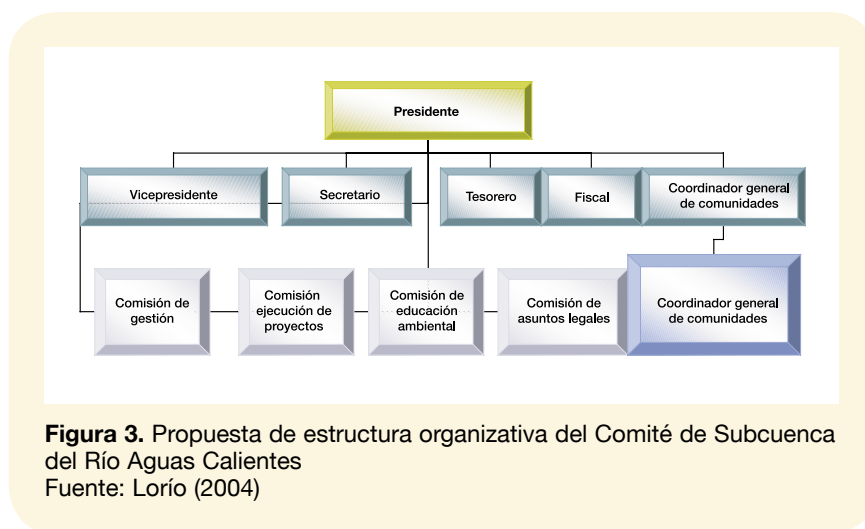 Presidente
Vicepresidente
Secretario
Tesorero
Fiscal
Coordinador general
de comunidades
Comisión de
gestión
Comisión
ejecución de
proyectos
Comisión de
educación
ambiental
Comisión de
asuntos legales
Coordinador general
de comunidades
Figura 3. Propuesta de estructura organizativa del Comité de Subcuenca
del Río Aguas Calientes
Fuente: Lorío (2004)